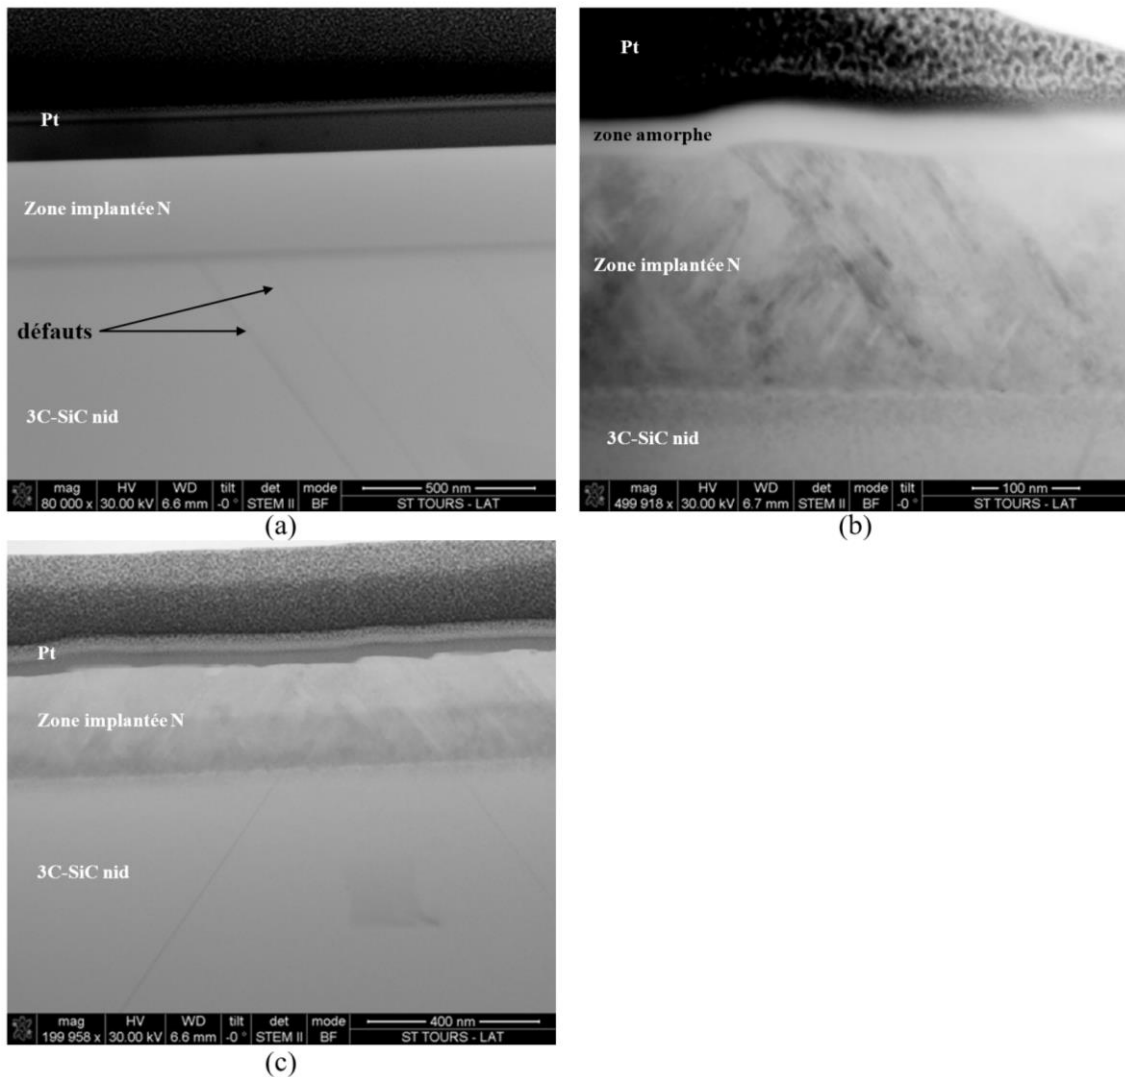 Pt
Zone implantée N
défauts
3C-SiC nid
mag HV WD tilt det mode 500 nm
80 000 x 30.00 kV 6.6 mm -0 ° STEM II BF ST TOURS - LAT
(a)
Pt
zone amorphe
Zone implantée N
3C-SiC nid
mag HV WD det mode tilt 100 nm
499 918 x 30.00 kV 6.7 mm STEM II BF -0 ° ST TOURS - LAT
(b)
Pt
Zone implantée N
3C-SiC nid
mag HV WD tilt det mode 400 nm
199 958 x 30.00 kV 6.6 mm -0 ° STEM II BF ST TOURS - LAT
(c)